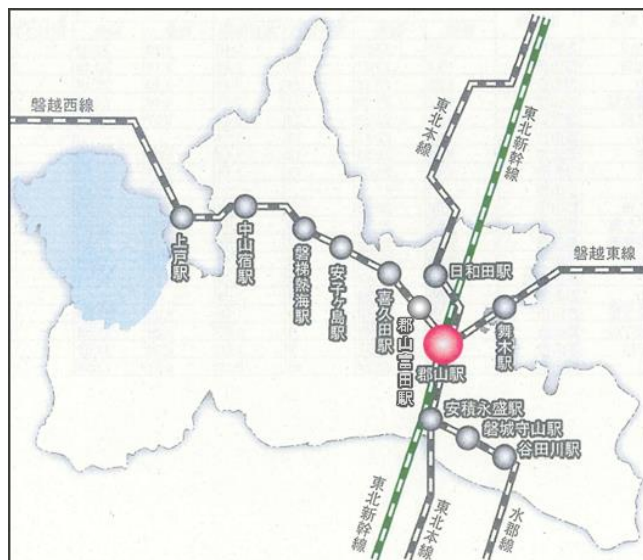 磐越西線
東北本線
東北新幹線
上戸駅
中山宿駅
磐梯熱海駅
安子ヶ島駅
喜久田駅
郡山富田駅
日和田駅
磐越東線
舞木駅
郡山駅
安積永盛駅
磐城守山駅
谷田川駅
東北新幹線
東北本線
水郡線